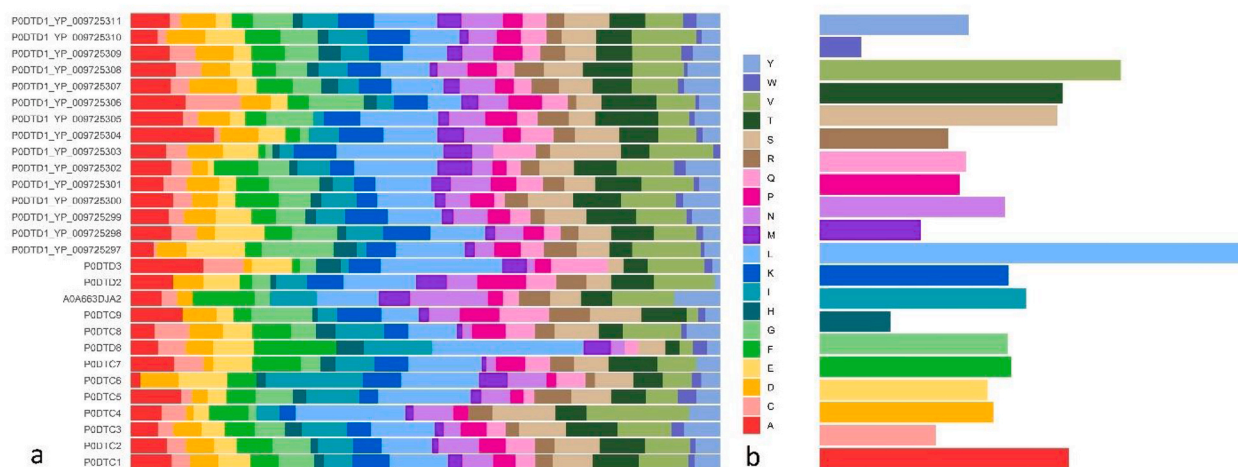 P0DTD1_YP_009725311
P0DTD1_YP_009725310
P0DTD1_YP_009725309
P0DTD1_YP_009725308
P0DTD1_YP_009725307
P0DTD1_YP_009725306
P0DTD1_YP_009725305
P0DTD1_YP_009725304
P0DTD1_YP_009725303
P0DTD1_YP_009725302
P0DTD1_YP_009725301
P0DTD1_YP_009725300
P0DTD1_YP_009725299
P0DTD1_YP_009725298
P0DTD1_YP_009725297
P0DTD3
P0DTD2
A0A663DJA2
P0DTC9
P0DTC8
P0DTD8
P0DTC7
P0DTC6
P0DTC5
P0DTC4
P0DTC3
P0DTC2
P0DTC1
a
Y
W
V
T
S
R
Q
P
N
M
L
K
I
H
G
F
E
D
C
A
b